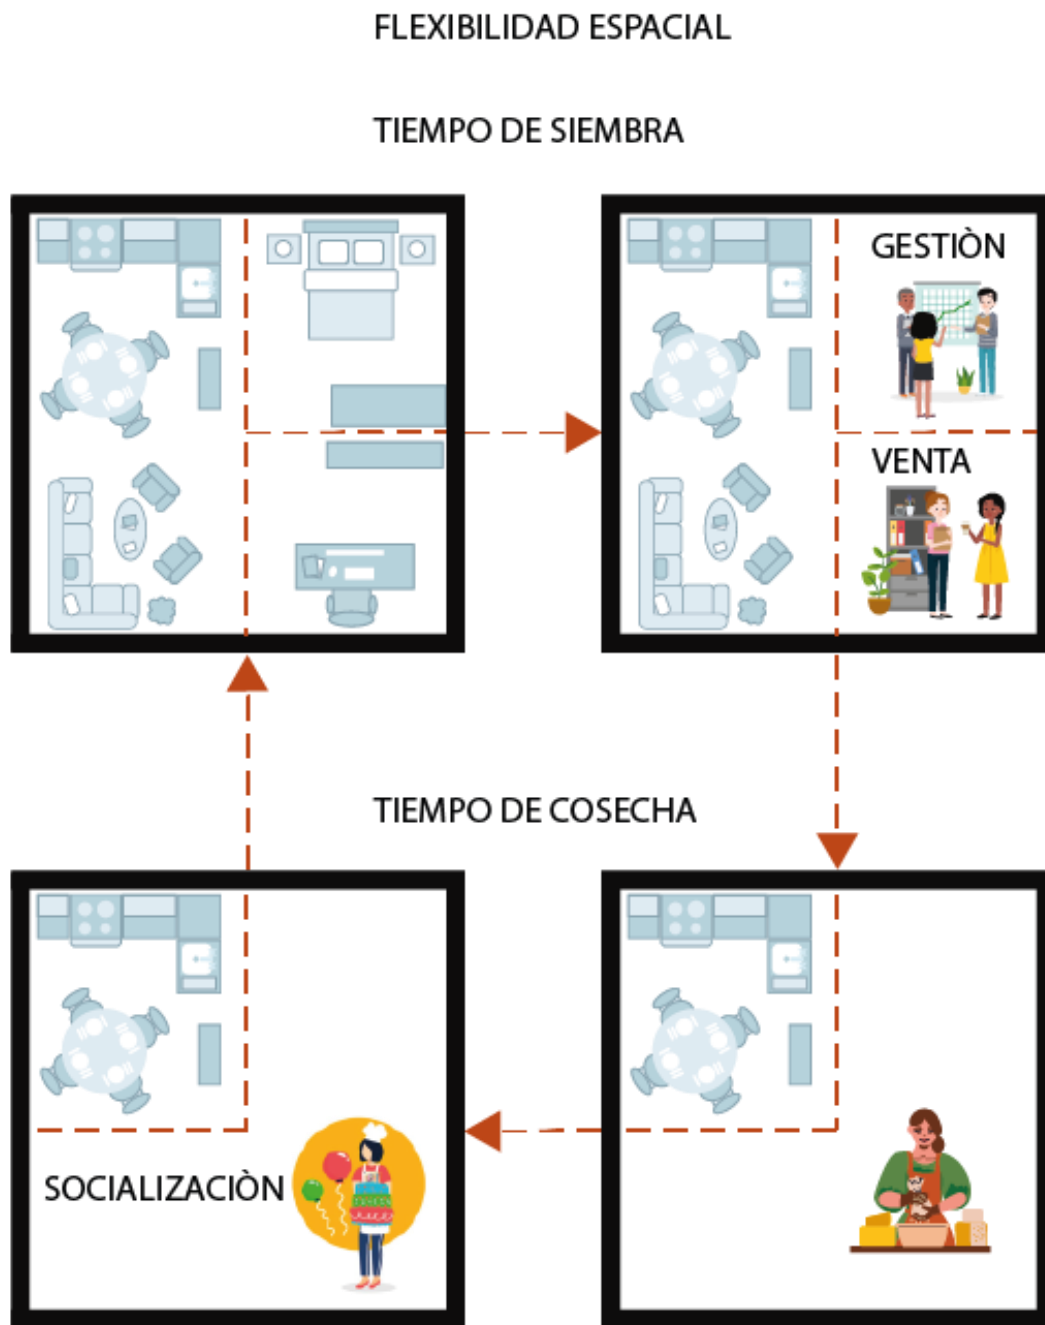 FLEXIBILIDAD ESPACIAL
TIEMPO DE SIEMBRA
GESTIÒN
VENTA
TIEMPO DE COSECHA
SOCIALIZACIÒN